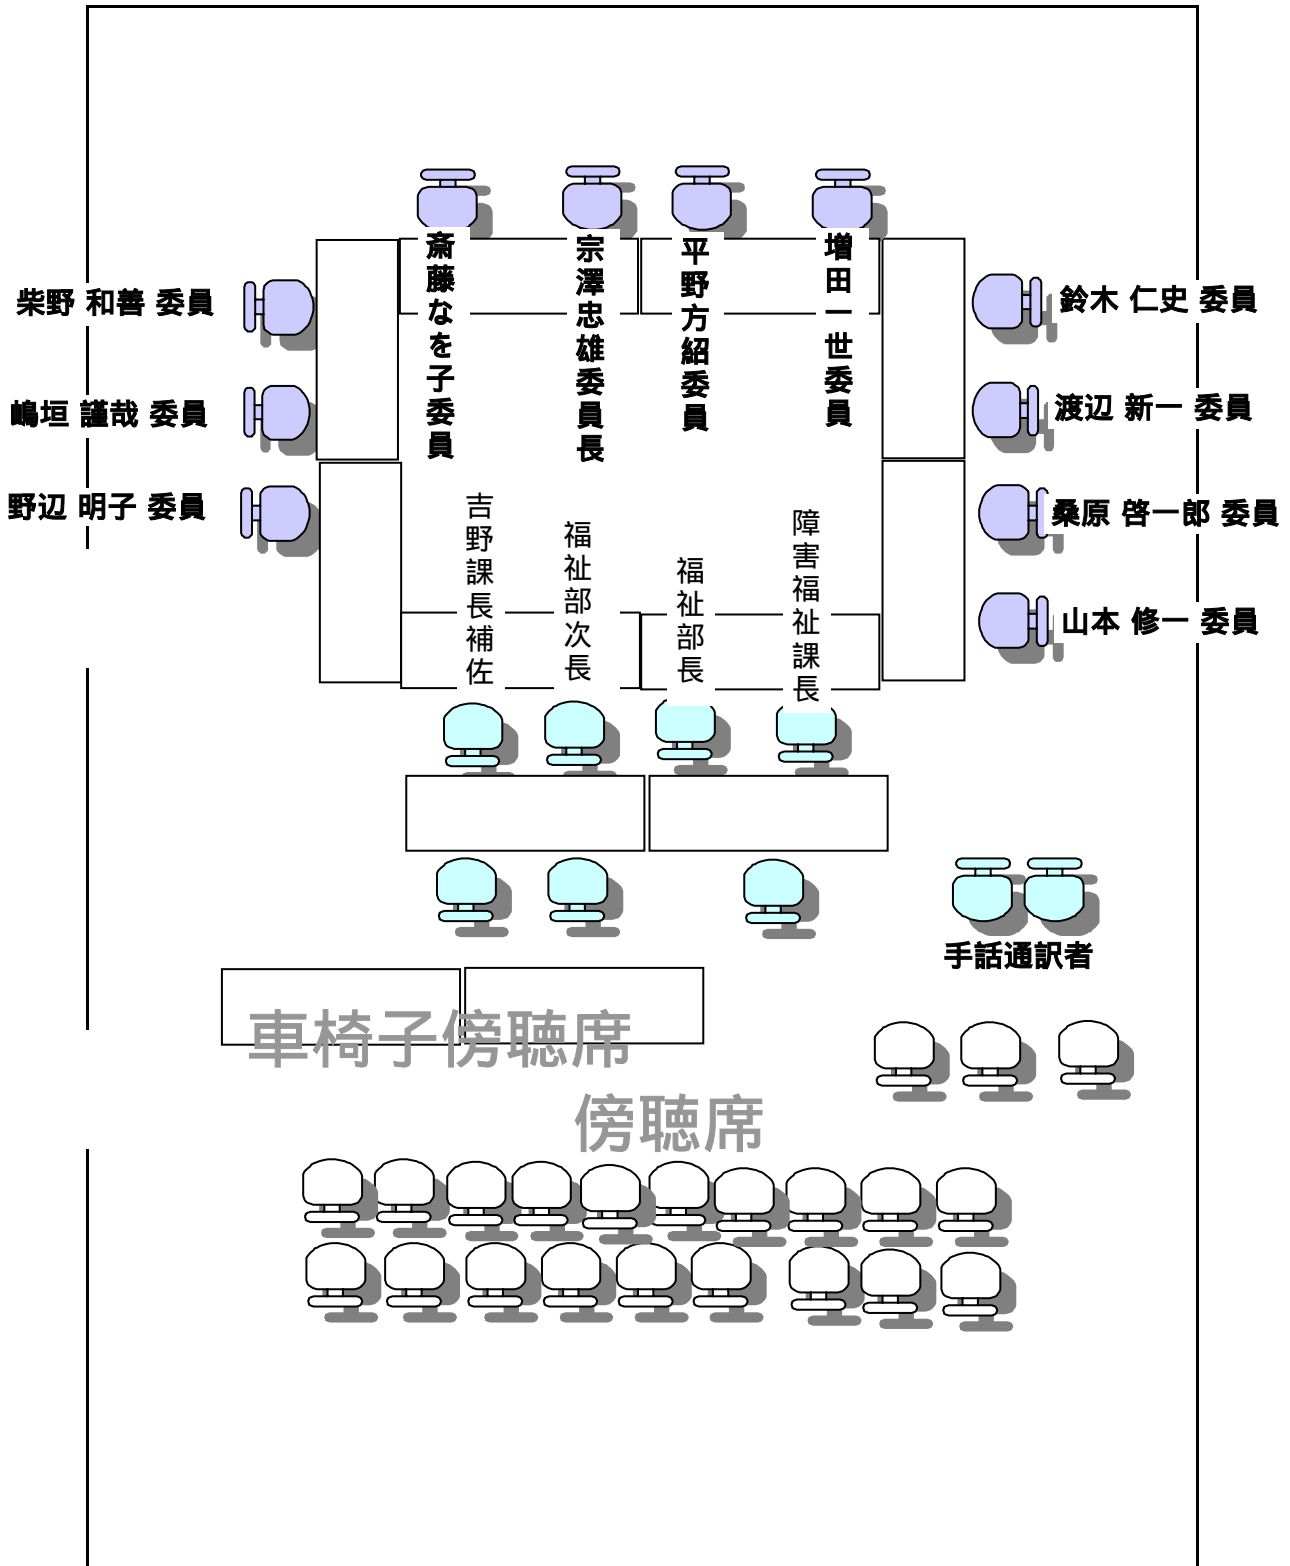 斎藤なを子委員
宗澤忠雄委員長
平野方紹委員
増田一世委員
柴野 和善 委員
嶋垣 謹哉 委員
野辺 明子 委員
鈴木 仁史 委員
渡辺 新一 委員
桑原 啓一郎 委員
山本 修一 委員
吉野課長補佐
福祉部次長
福祉部長
障害福祉課長
手話通訳者
車椅子傍聴席
傍聴席